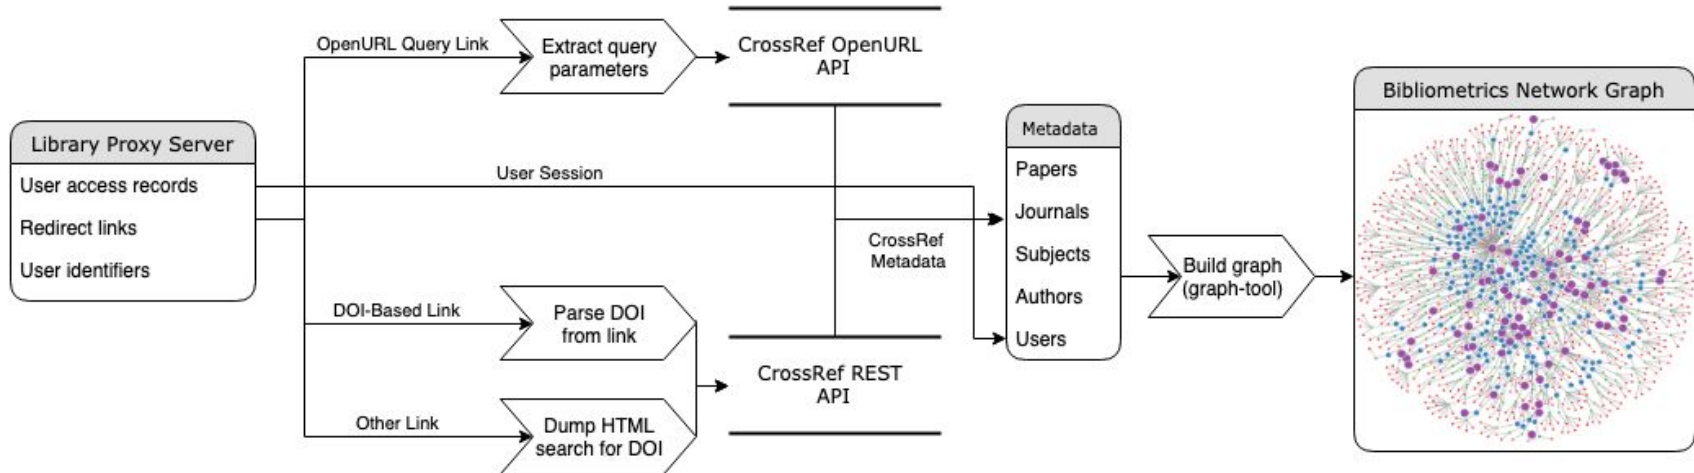 OpenURL Query Link
Extract query
parameters
CrossRef OpenURL
API
Library Proxy Server
User access records
Redirect links
User identifiers
User Session
CrossRef
Metadata
DOI-Based Link
Parse DOI
from link
Other Link
Dump HTML
search for DOI
CrossRef REST
API
Metadata
Papers
Journals
Subjects
Authors
Users
Build graph
(graph-tool)
Bibliometrics Network Graph